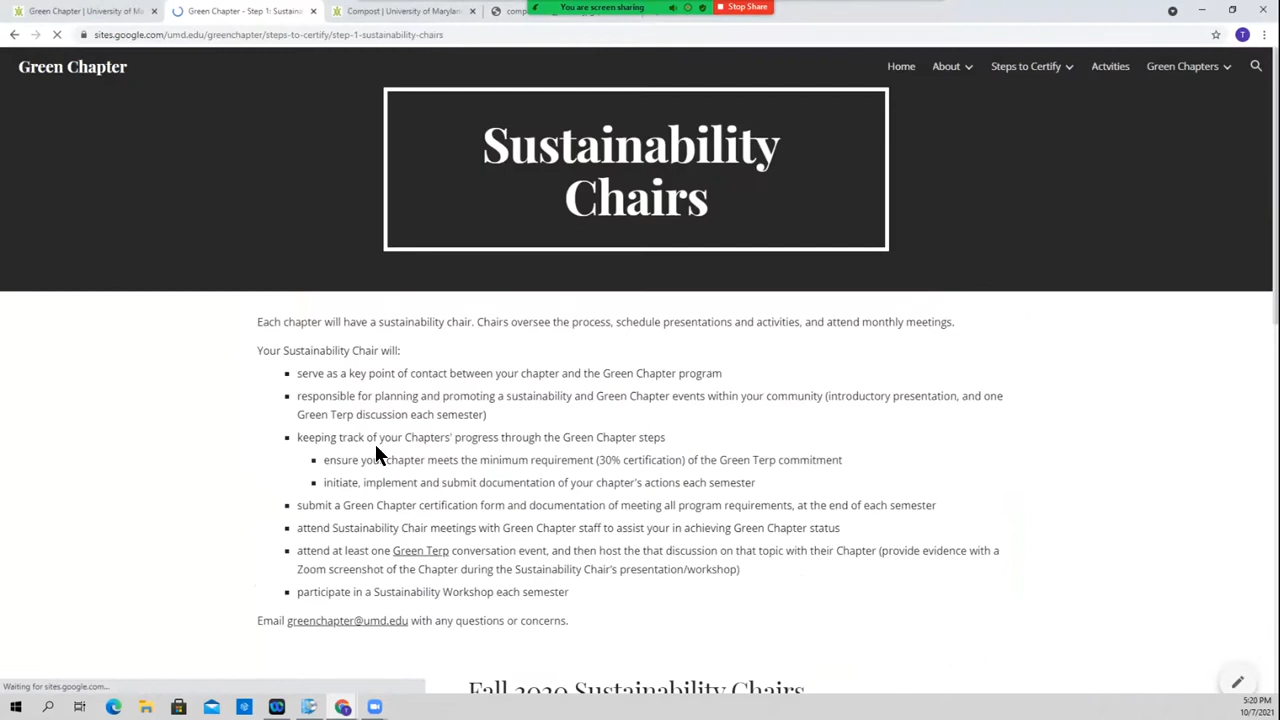 Green Chapter | University of M
Green Chapter - Step 1: Sustaina
Compost | University of Marylan
You are screen sharing
Stop Share
sites.google.com/umd.edu/greenchapter/steps-to-certify/step-1-sustainability-chairs
T
Green Chapter
Home
About
Steps to Certify
Actvities
Green Chapters
Sustainability
Chairs
Each chapter will have a sustainability chair. Chairs oversee the process, schedule presentations and activities, and attend monthly meetings.
Your Sustainability Chair will:
serve as a key point of contact between your chapter and the Green Chapter program
responsible for planning and promoting a sustainability and Green Chapter events within your community (introductory presentation, and one
Green Terp discussion each semester)
keeping track of your Chapters' progress through the Green Chapter steps
ensure your chapter meets the minimum requirement (30% certification) of the Green Terp commitment
initiate, implement and submit documentation of your chapter's actions each semester
submit a Green Chapter certification form and documentation of meeting all program requirements, at the end of each semester
attend Sustainability Chair meetings with Green Chapter staff to assist your in achieving Green Chapter status
attend at least one Green Terp conversation event, and then host the that discussion on that topic with their Chapter (provide evidence with a
Zoom screenshot of the Chapter during the Sustainability Chair's presentation/workshop)
participate in a Sustainability Workshop each semester
Email greenchapter@umd.edu with any questions or concerns.
Fall 2020 Sustainability Chairs
Waiting for sites.google.com...
5:20 PM
10/7/2021